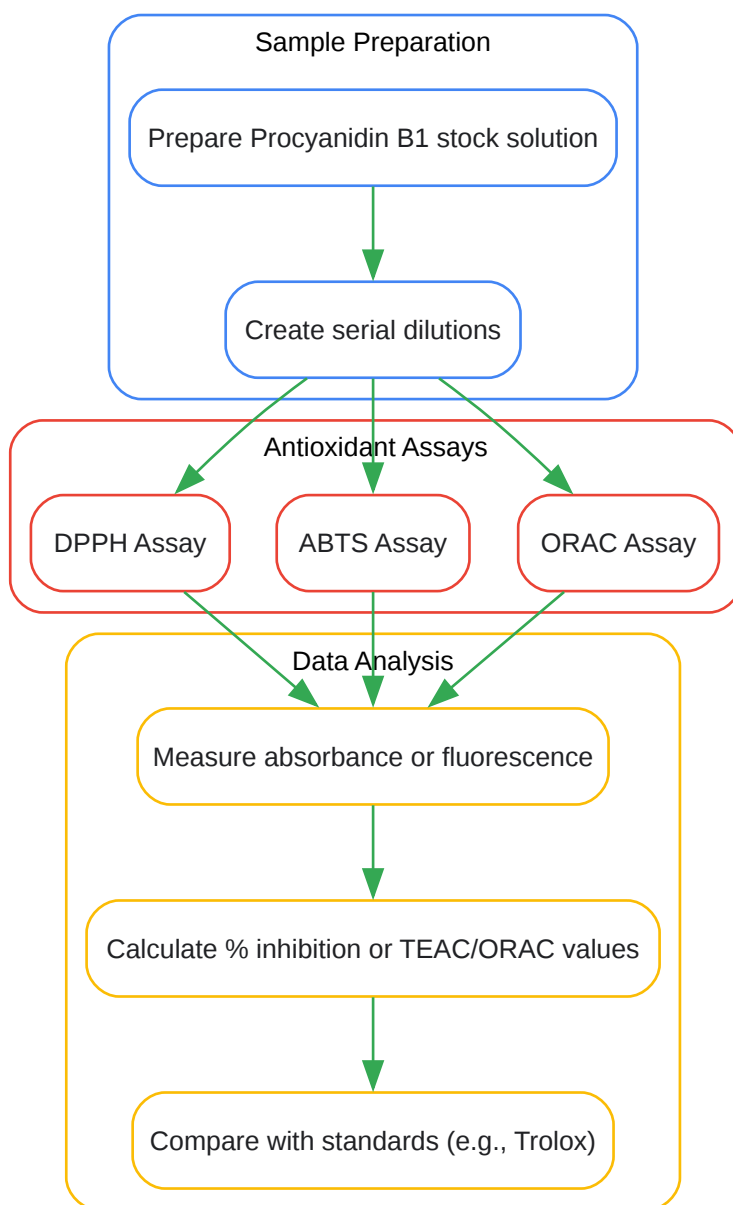 Sample Preparation
Prepare Procyanidin B1 stock solution
Create serial dilutions
Antioxidant Assays
DPPH Assay
ABTS Assay
ORAC Assay
Data Analysis
Measure absorbance or fluorescence
Calculate % inhibition or TEAC/ORAC values
Compare with standards (e.g., Trolox)